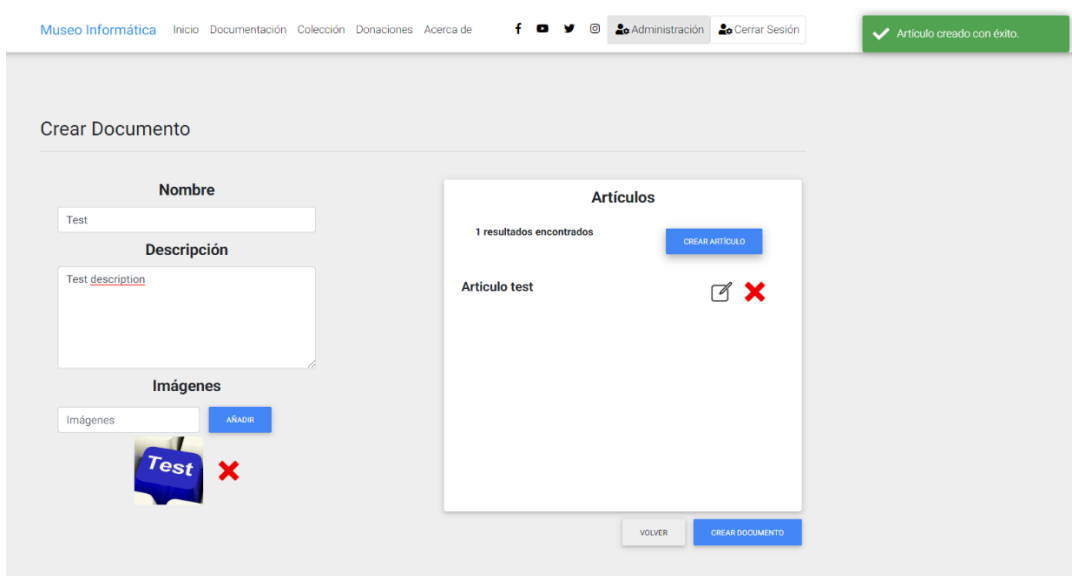 Museo Informática Inicio Documentación Colección Donaciones Acerca de Administración Cerrar Sesión
Artículo creado con éxito.
Crear Documento
Nombre
Test
Descripción
Test description
Imágenes
Imágenes AÑADIR
Test
Artículos
1 resultados encontrados CREAR ARTÍCULO
Articulo test
VOLVER CREAR DOCUMENTO